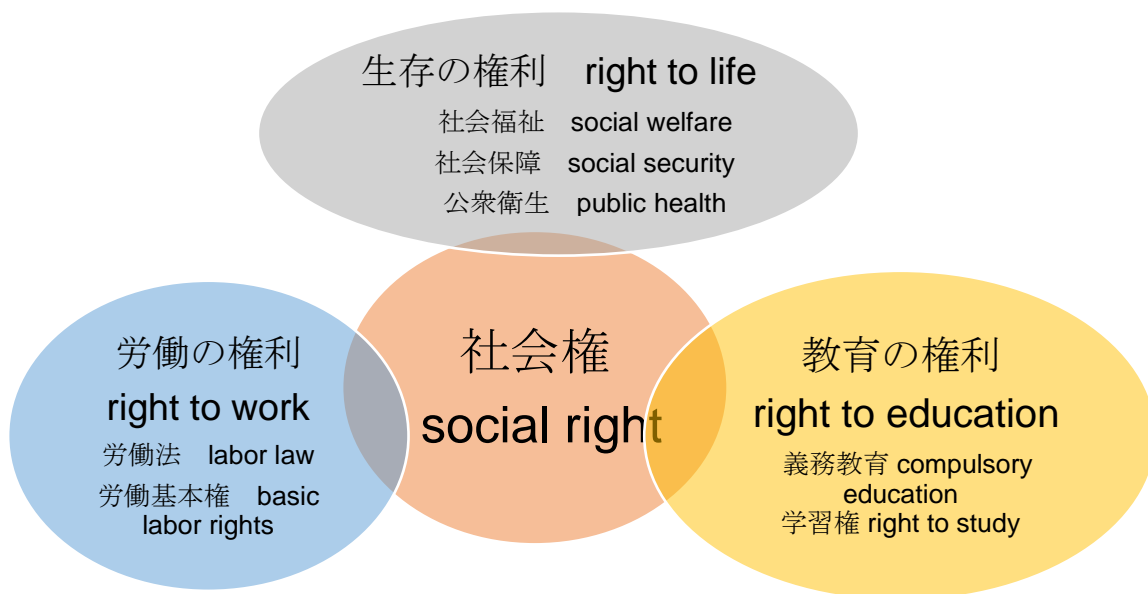 生存の権利　right to life
社会福祉　social welfare
社会保障　social security
公衆衛生　public health
社会権
social right
労働の権利
right to work
労働法　labor law
労働基本権　basic
labor rights
教育の権利
right to education
義務教育 compulsory
education
学習権 right to study